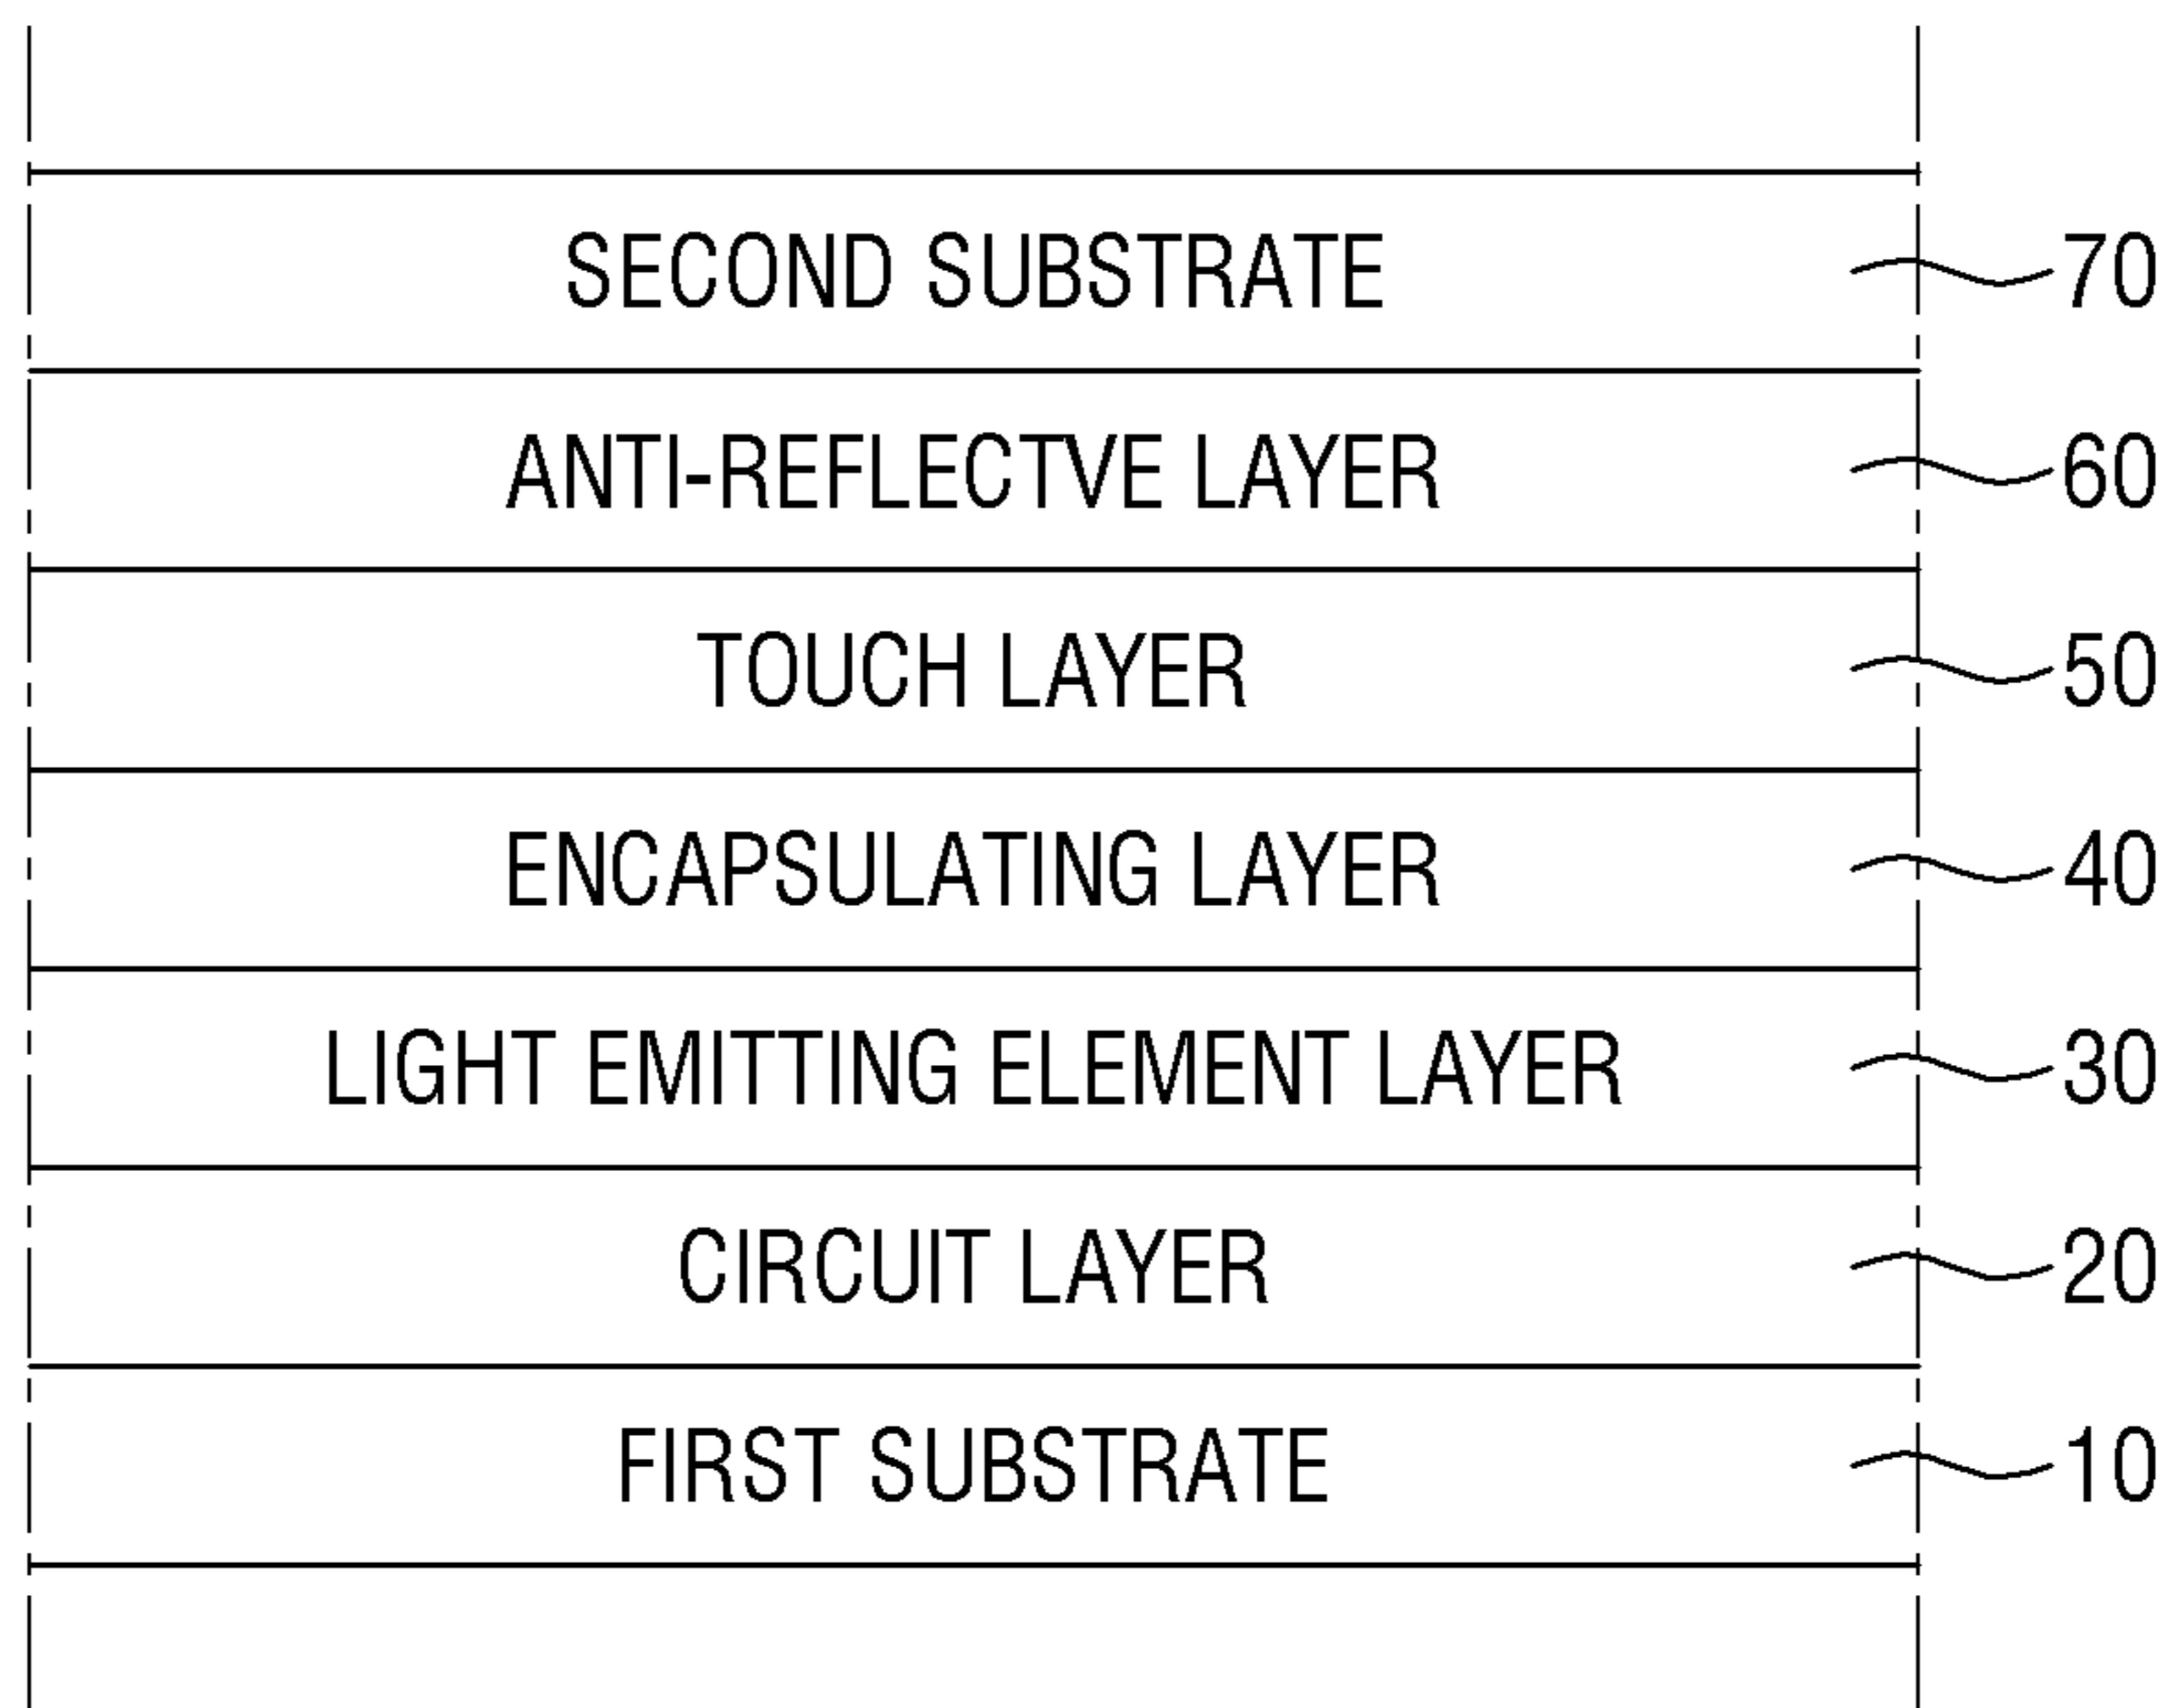 SECOND SUBSTRATE 70
ANTI-REFLECTVE LAYER 60
TOUCH LAYER 50
ENCAPSULATING LAYER 40
LIGHT EMITTING ELEMENT LAYER 30
CIRCUIT LAYER 20
FIRST SUBSTRATE 10